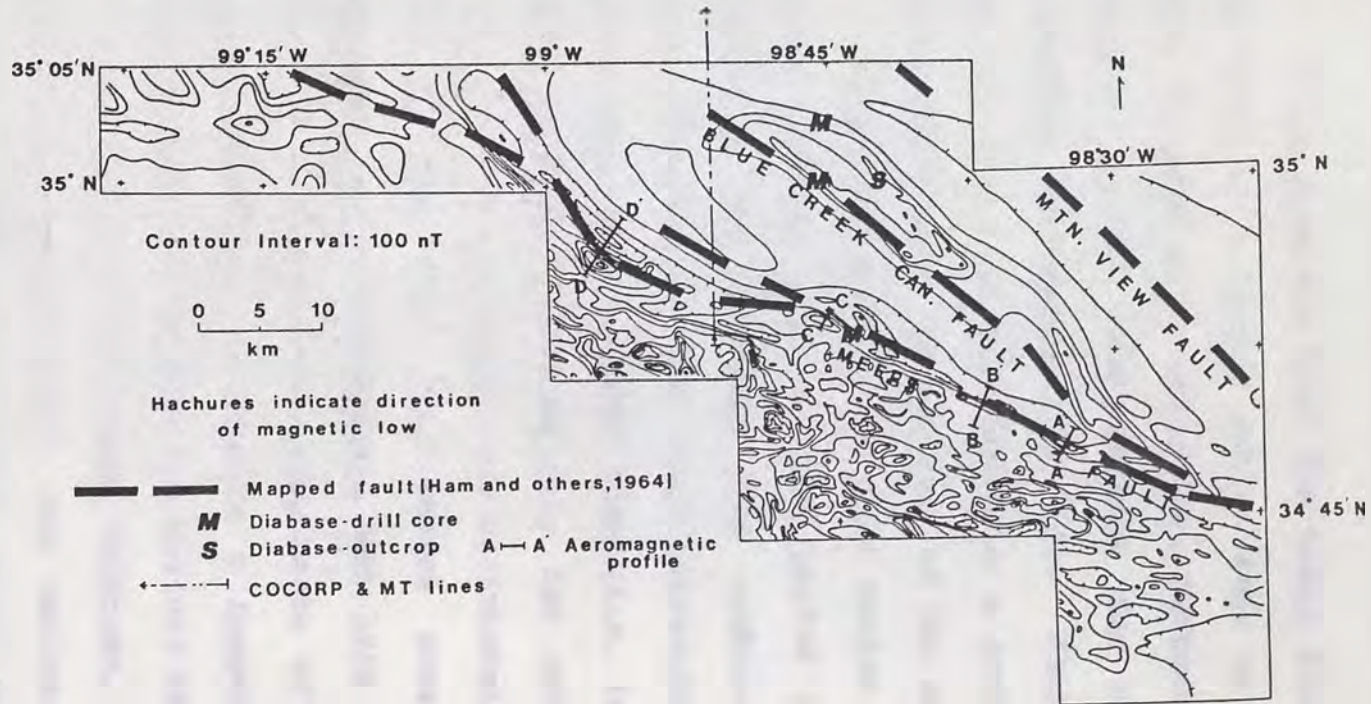 99° 15′ W
99° W
98° 45′ W
35° 05′ N
N
98° 30′ W
35° N
35° N
BLUE CREEK CAN. FAULT
M
M
S
MTN. VIEW FAULT
Contour Interval: 100 nT
D′
D
0 5 10
km
C′
C
M
MEERS FAULT
B′
B
A′
A
Hachures indicate direction
of magnetic low
34° 45′ N
Mapped fault [Ham and others, 1964]
M Diabase-drill core
S Diabase-outcrop
A A′ Aeromagnetic
profile
COCORP & MT lines